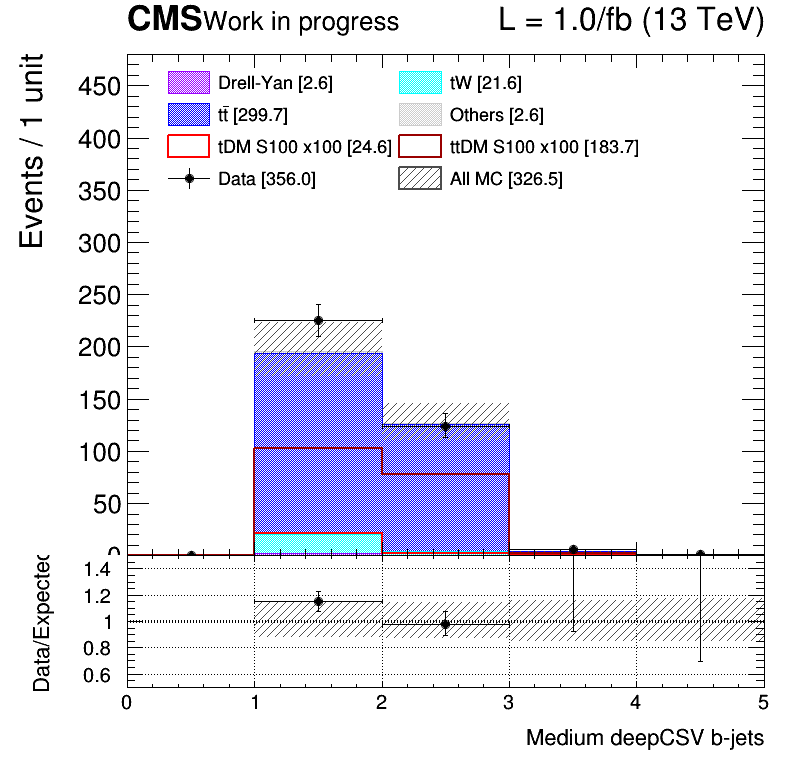 CMS Work in progress L = 1.0/fb (13 TeV)
Events / 1 unit
450
400
350
300
250
200
150
100
50
0
Drell-Yan [2.6]
tW [21.6]
tt̄ [299.7]
Others [2.6]
tDM S100 x100 [24.6]
ttDM S100 x100 [183.7]
Data [356.0]
All MC [326.5]
Data/Expected
1.4
1.2
1
0.8
0.6
0 1 2 3 4 5
Medium deepCSV b-jets